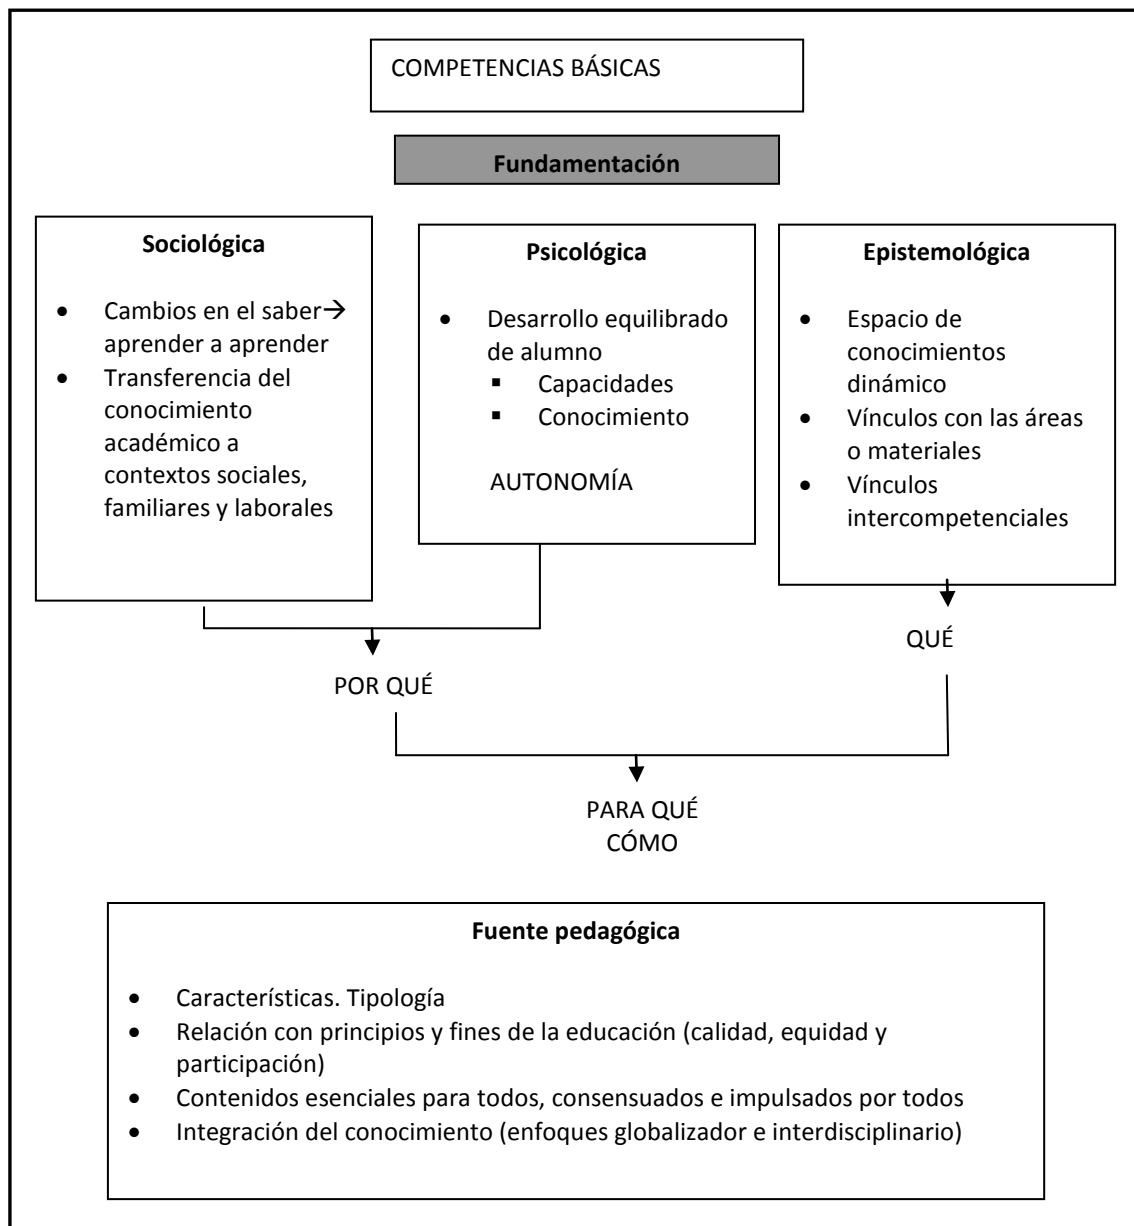 COMPETENCIAS BÁSICAS
Fundamentación
Sociológica
• Cambios en el saber→
aprender a aprender
• Transferencia del
conocimiento
académico a
contextos sociales,
familiares y laborales
Psicológica
• Desarrollo equilibrado
de alumno
▪ Capacidades
▪ Conocimiento
AUTONOMÍA
Epistemológica
• Espacio de
conocimientos
dinámico
• Vínculos con las áreas
o materiales
• Vínculos
intercompetenciales
POR QUÉ
QUÉ
PARA QUÉ
CÓMO
Fuente pedagógica
• Características. Tipología
• Relación con principios y fines de la educación (calidad, equidad y
participación)
• Contenidos esenciales para todos, consensuados e impulsados por todos
• Integración del conocimiento (enfoques globalizador e interdisciplinario)